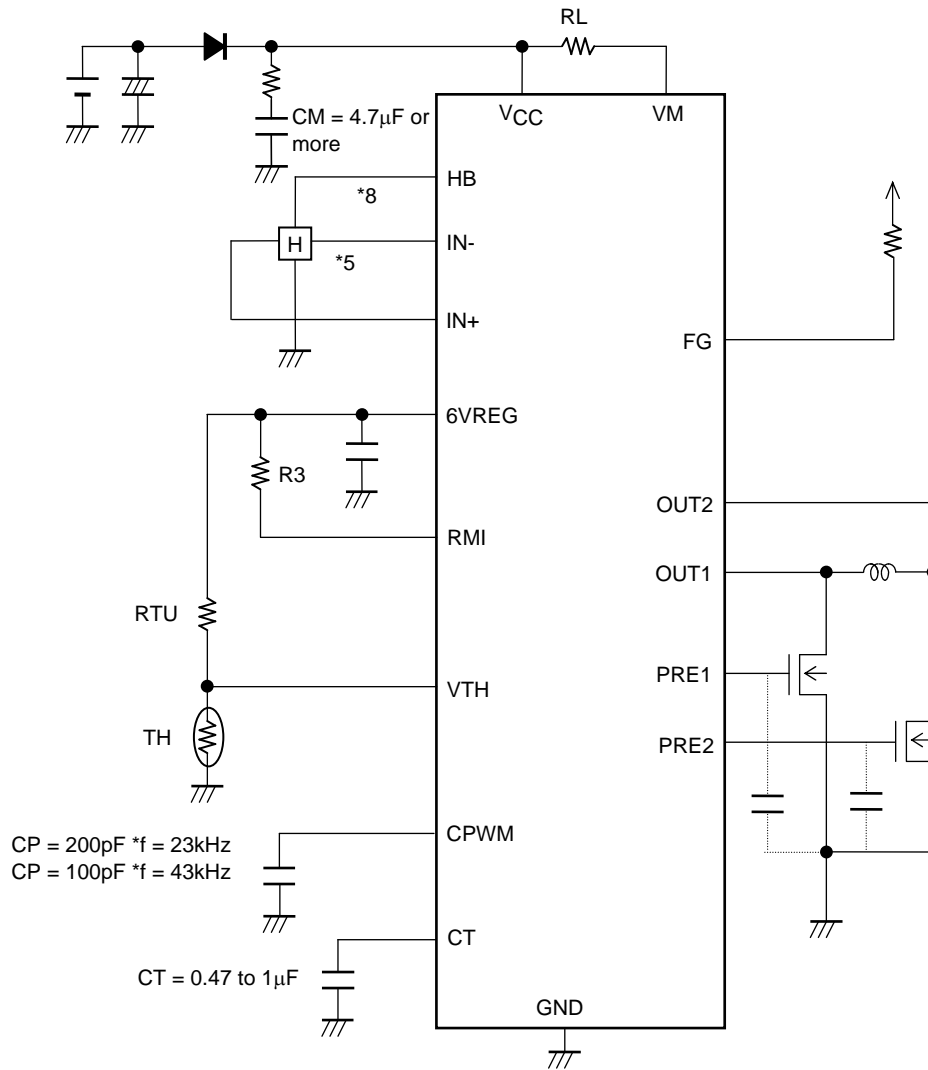 RL
VCC
VM
CM = 4.7μF or
more
HB
*8
H
IN-
*5
IN+
FG
6VREG
R3
OUT2
RMI
OUT1
RTU
PRE1
VTH
TH
PRE2
CP = 200pF *f = 23kHz
CP = 100pF *f = 43kHz
CPWM
CT
CT = 0.47 to 1μF
GND